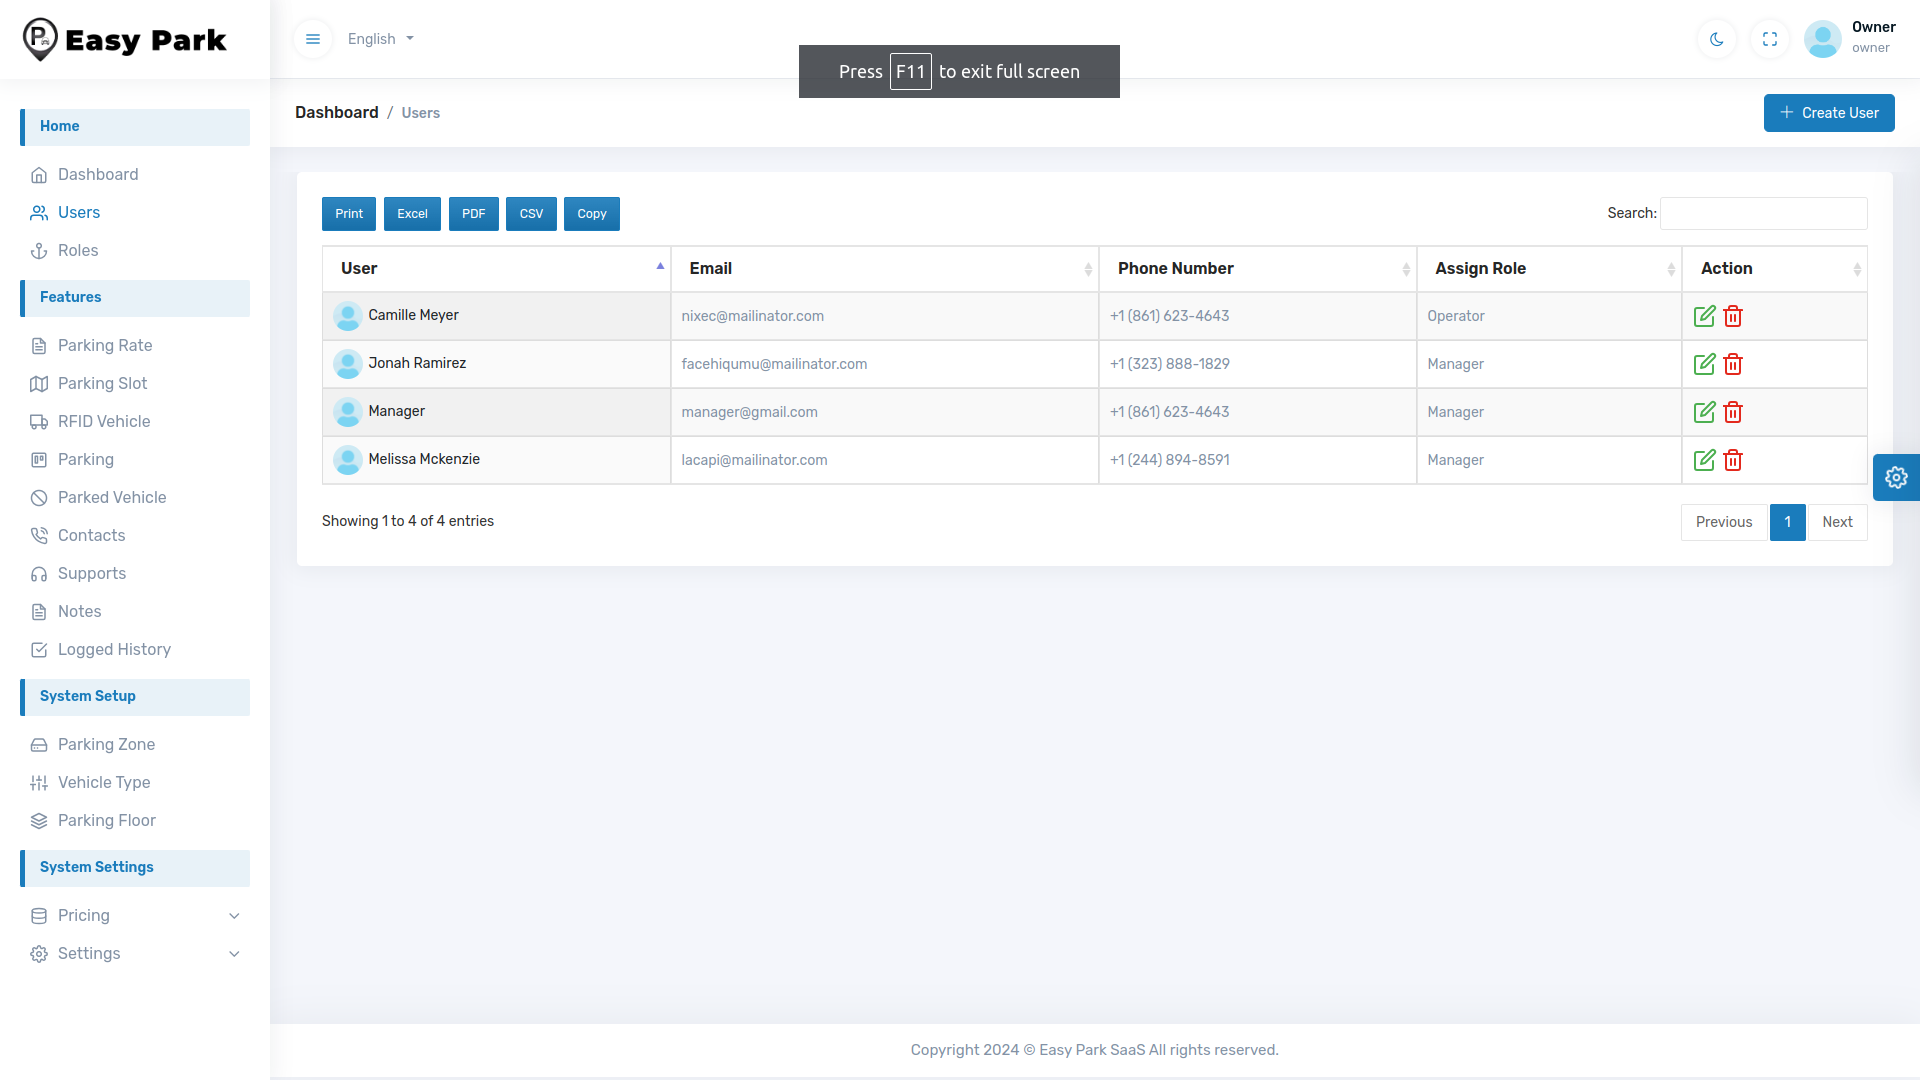 P Easy Park
English
Owner
owner
Press F11 to exit full screen
Dashboard / Users
+ Create User
Home
Dashboard
Users
Roles
Features
Parking Rate
Parking Slot
RFID Vehicle
Parking
Parked Vehicle
Contacts
Supports
Notes
Logged History
System Setup
Parking Zone
Vehicle Type
Parking Floor
System Settings
Pricing
Settings
Print Excel PDF CSV Copy
Search:
User Email Phone Number Assign Role Action
Camille Meyer nixec@mailinator.com +1 (861) 623-4643 Operator
Jonah Ramirez facehiqumu@mailinator.com +1 (323) 888-1829 Manager
Manager manager@gmail.com +1 (861) 623-4643 Manager
Melissa Mckenzie lacapi@mailinator.com +1 (244) 894-8591 Manager
Showing 1 to 4 of 4 entries
Previous 1 Next
Copyright 2024 © Easy Park SaaS All rights reserved.